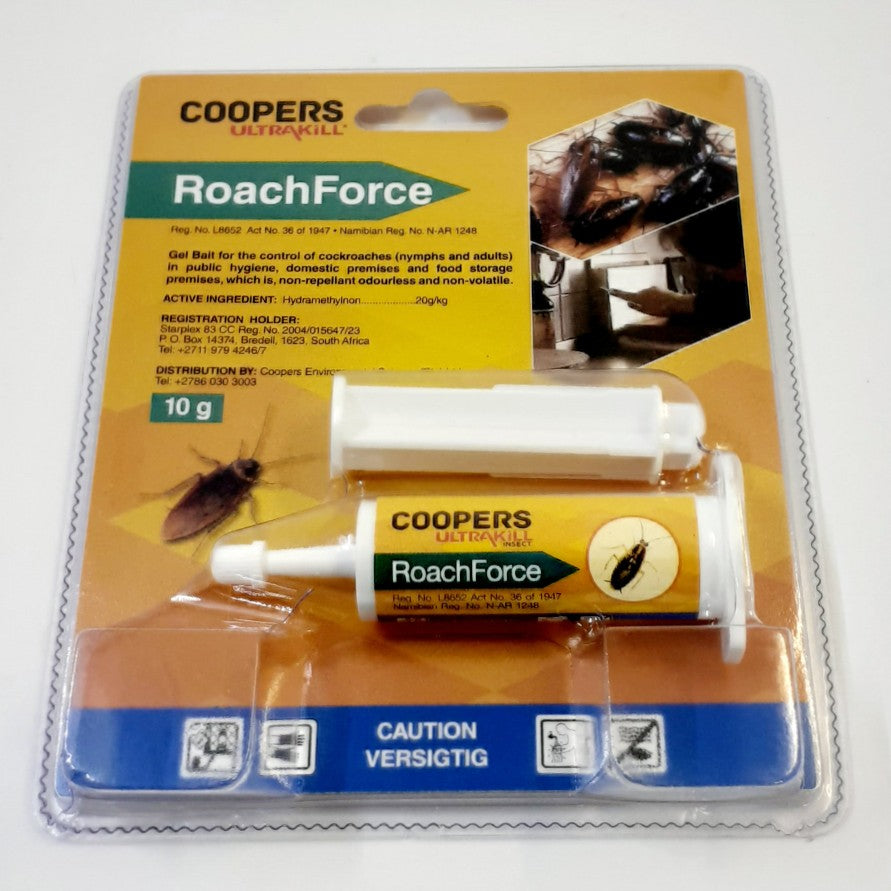 COOPERS
ULTRAKILL®
RoachForce
Reg. No. L8652 Act No. 36 of 1947 • Namibian Reg. No. N-AR 1248
Gel Bait for the control of cockroaches (nymphs and adults)
in public hygiene, domestic premises and food storage
premises, which is, non-repellant odourless and non-volatile.
ACTIVE INGREDIENT: Hydramethylnon....................20g/kg
REGISTRATION HOLDER:
Starplex 83 CC Reg. No. 2004/015647/23
P. O. Box 14374, Bredell, 1623, South Africa
Tel: +2711 979 4246/7
DISTRIBUTION BY: Coopers
Tel: +2786 030 3003
10 g
COOPERS
ULTRAKILL
INSECT
RoachForce
Reg. No. L8652 Act No. 36 of 1947
Namibian Reg. No. N-AR 1248
CAUTION
VERSIGTIG